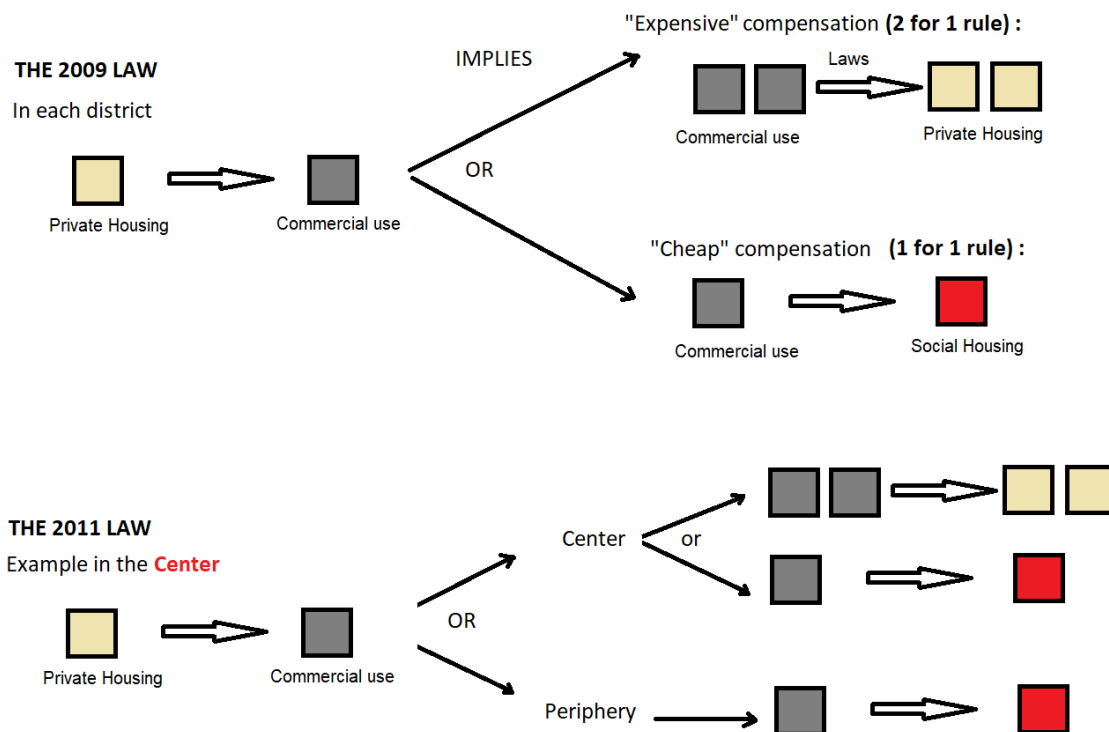 "Expensive" compensation (2 for 1 rule) :
THE 2009 LAW
IMPLIES
Laws
In each district
Commercial use
Private Housing
OR
Private Housing
Commercial use
"Cheap" compensation (1 for 1 rule) :
Commercial use
Social Housing
THE 2011 LAW
Center
or
Example in the Center
OR
Private Housing
Commercial use
Periphery